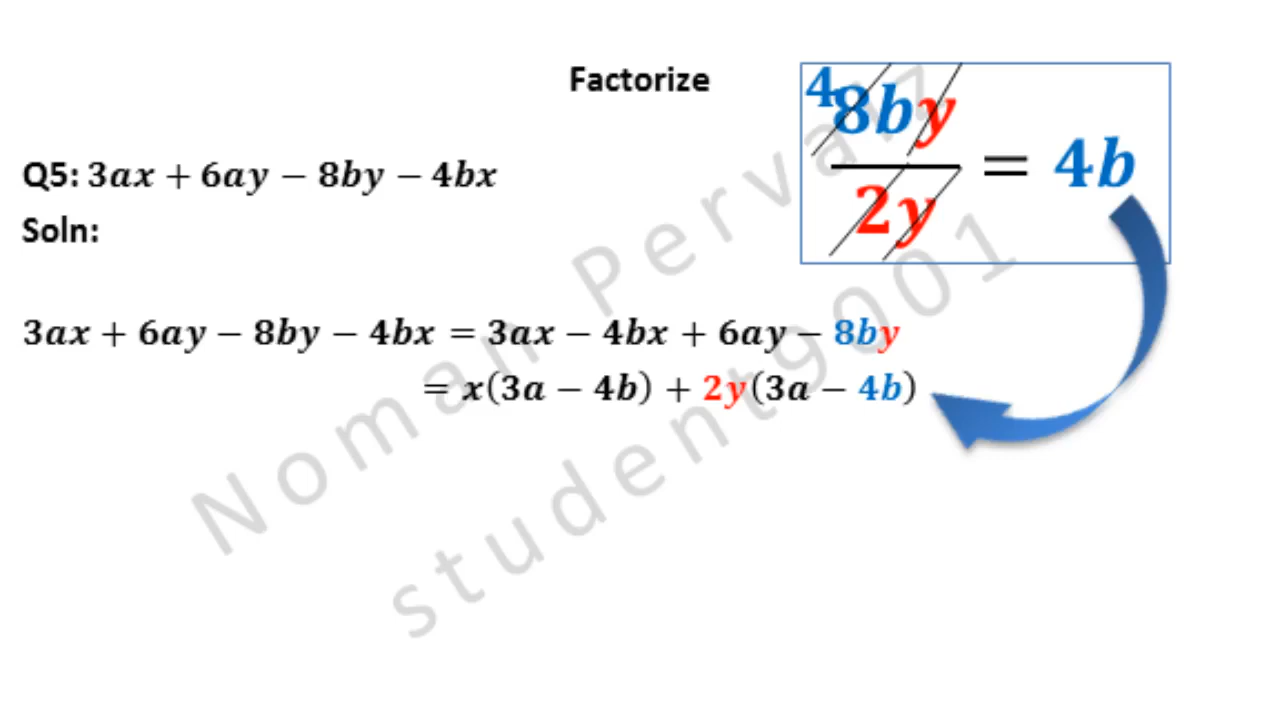 Factorize
Q5: 3ax + 6ay − 8by − 4bx
Soln:
4
8by
2y
= 4b
3ax + 6ay − 8by − 4bx = 3ax − 4bx + 6ay − 8by
= x(3a − 4b) + 2y(3a − 4b)
Noman Pervaiz
student9001